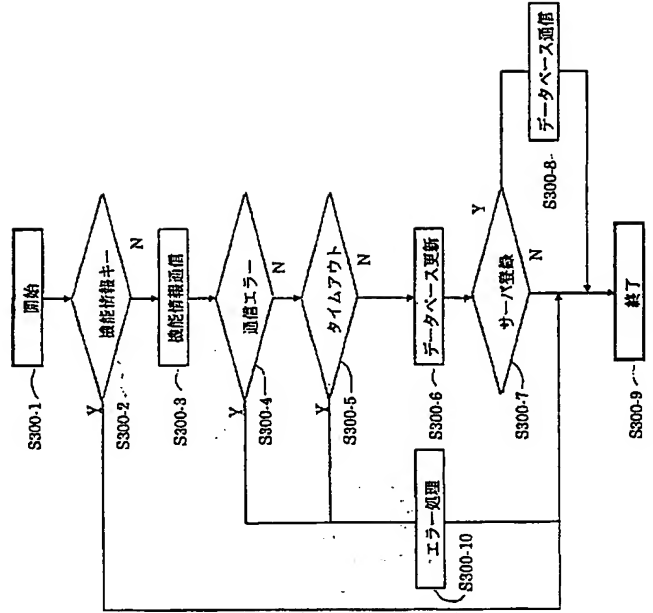 開始
S300-1
機能情報キー
Y
N
S300-2
機能情報通信
S300-3
通信エラー
Y
N
S300-4
タイムアウト
Y
N
S300-5
データベース更新
S300-6
サーバ登録
Y
N
S300-7
データベース通信
S300-8
終了
S300-9
エラー処理
S300-10